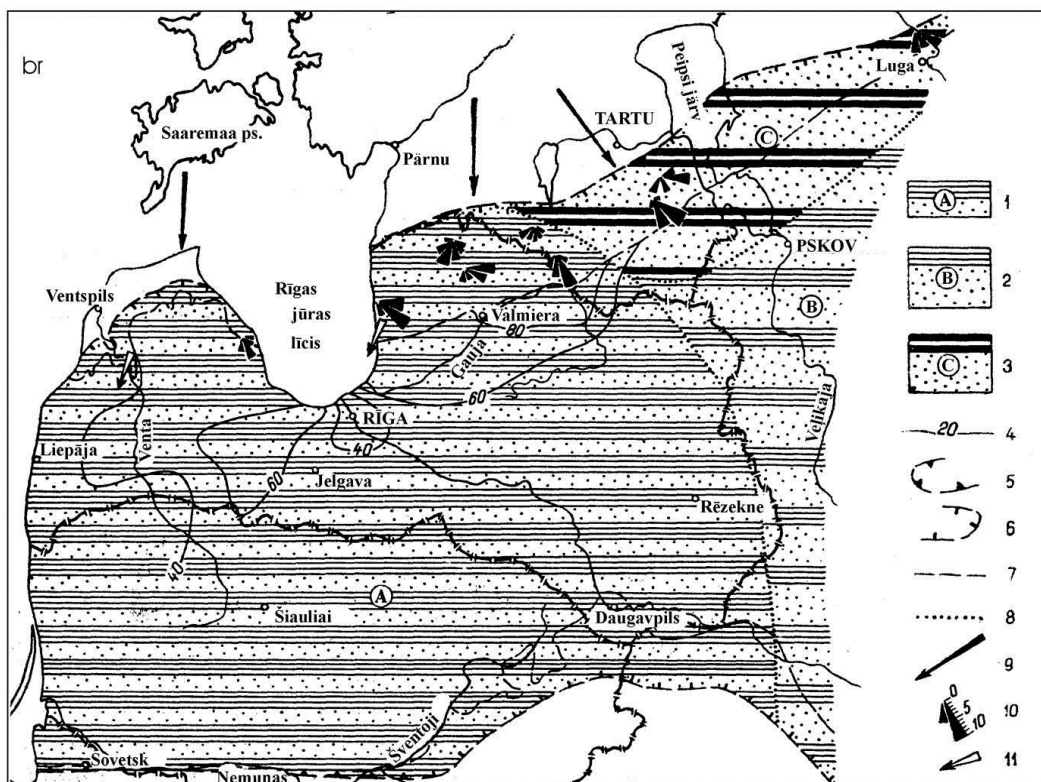 br
Luga
Peipsi järv
TARTU
Saaremaa ps.
Pärnu
C
PSKOV
Ventspils
Rīgas
jūras
līcis
Valmiera
80
Gauja
B
60
Veļikaja
RĪGA
40
Liepāja
Venta
60
Jelgava
Rēzekne
40
A
Šiauliai
Daugavpils
Šventoji
Sovetsk
Nemunas
A 1
B 2
C 3
20 4
5
6
7
8
9
0 5 10 10
11